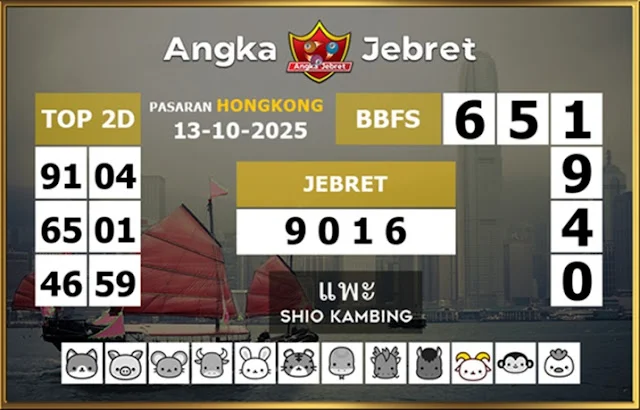 Angka Jebret
Angka Jebret
TOP 2D
PASARAN HONGKONG
13-10-2025
BBFS
6 5 1
9
4
0
91 04
65 01
46 59
JEBRET
9 0 1 6
แพะ
SHIO KAMBING